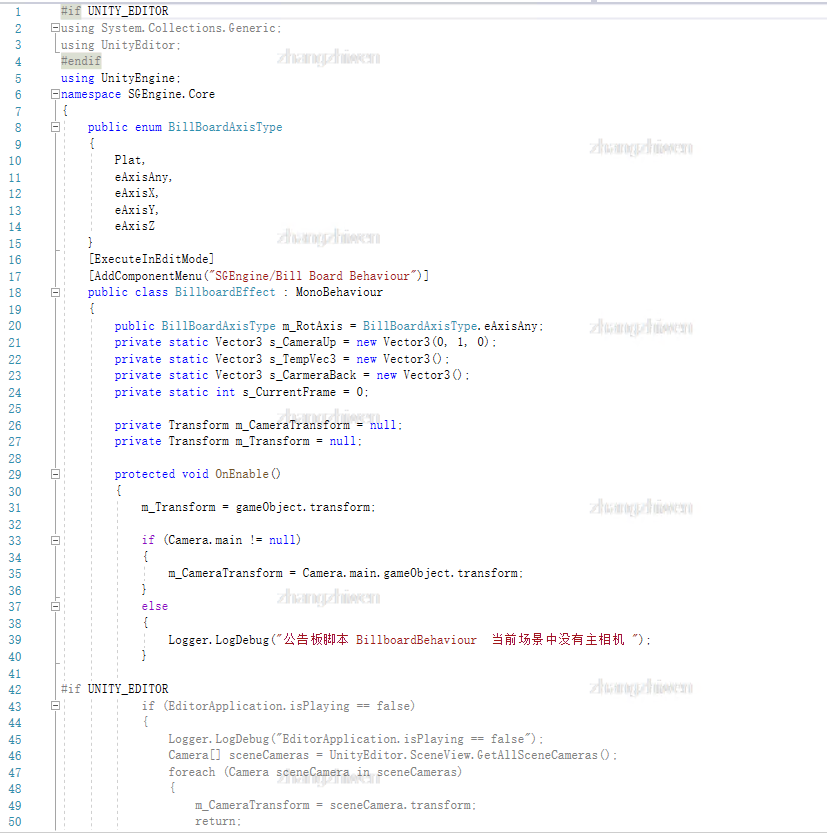 1 #if UNITY_EDITOR
2 using System.Collections.Generic;
3 using UnityEditor;
4 #endif
zhangzhiwen
5 using UnityEngine;
6 namespace SGEngine.Core
7 {
8 public enum BillBoardAxisType
9 {
zhangzhiwen
10 Plat,
11 eAxisAny,
12 eAxisX,
13 eAxisY,
14 eAxisZ
15 }
zhangzhiwen
16 [ExecuteInEditMode]
17 [AddComponentMenu("SGEngine/Bill Board Behaviour")]
18 public class BillboardEffect : MonoBehaviour
19 {
20 public BillBoardAxisType m_RotAxis = BillBoardAxisType.eAxisAny;
zhangzhiwen
21 private static Vector3 s_CameraUp = new Vector3(0, 1, 0);
22 private static Vector3 s_TempVec3 = new Vector3();
23 private static Vector3 s_CarmeraBack = new Vector3();
24 private static int s_CurrentFrame = 0;
25
zhangzhiwen
26 private Transform m_CameraTransform = null;
27 private Transform m_Transform = null;
28
29 protected void OnEnable()
30 {
31 m_Transform = gameObject.transform;
zhangzhiwen
32
33 if (Camera.main != null)
34 {
35 m_CameraTransform = Camera.main.gameObject.transform;
36 }
zhangzhiwen
37 else
38 {
39 Logger.LogDebug("公告板脚本 BillboardBehaviour 当前场景中没有主相机 ");
40 }
41
42 #if UNITY_EDITOR
zhangzhiwen
43 if (EditorApplication.isPlaying == false)
44 {
45 Logger.LogDebug("EditorApplication.isPlaying == false");
46 Camera[] sceneCameras = UnityEditor.SceneView.GetAllSceneCameras();
47 foreach (Camera sceneCamera in sceneCameras)
zhangzhiwen
48 {
49 m_CameraTransform = sceneCamera.transform;
50 return;